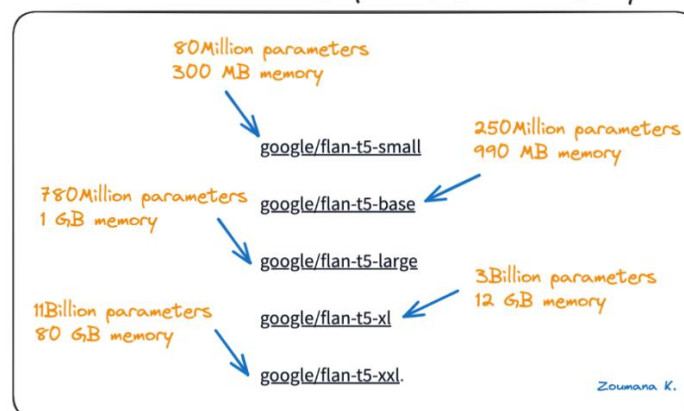 80Million parameters
300 MB memory
google/flan-t5-small
250Million parameters
990 MB memory
google/flan-t5-base
780Million parameters
1 GB memory
google/flan-t5-large
3Billion parameters
12 GB memory
google/flan-t5-xl
11Billion parameters
80 GB memory
google/flan-t5-xxl.
Zoumana K.